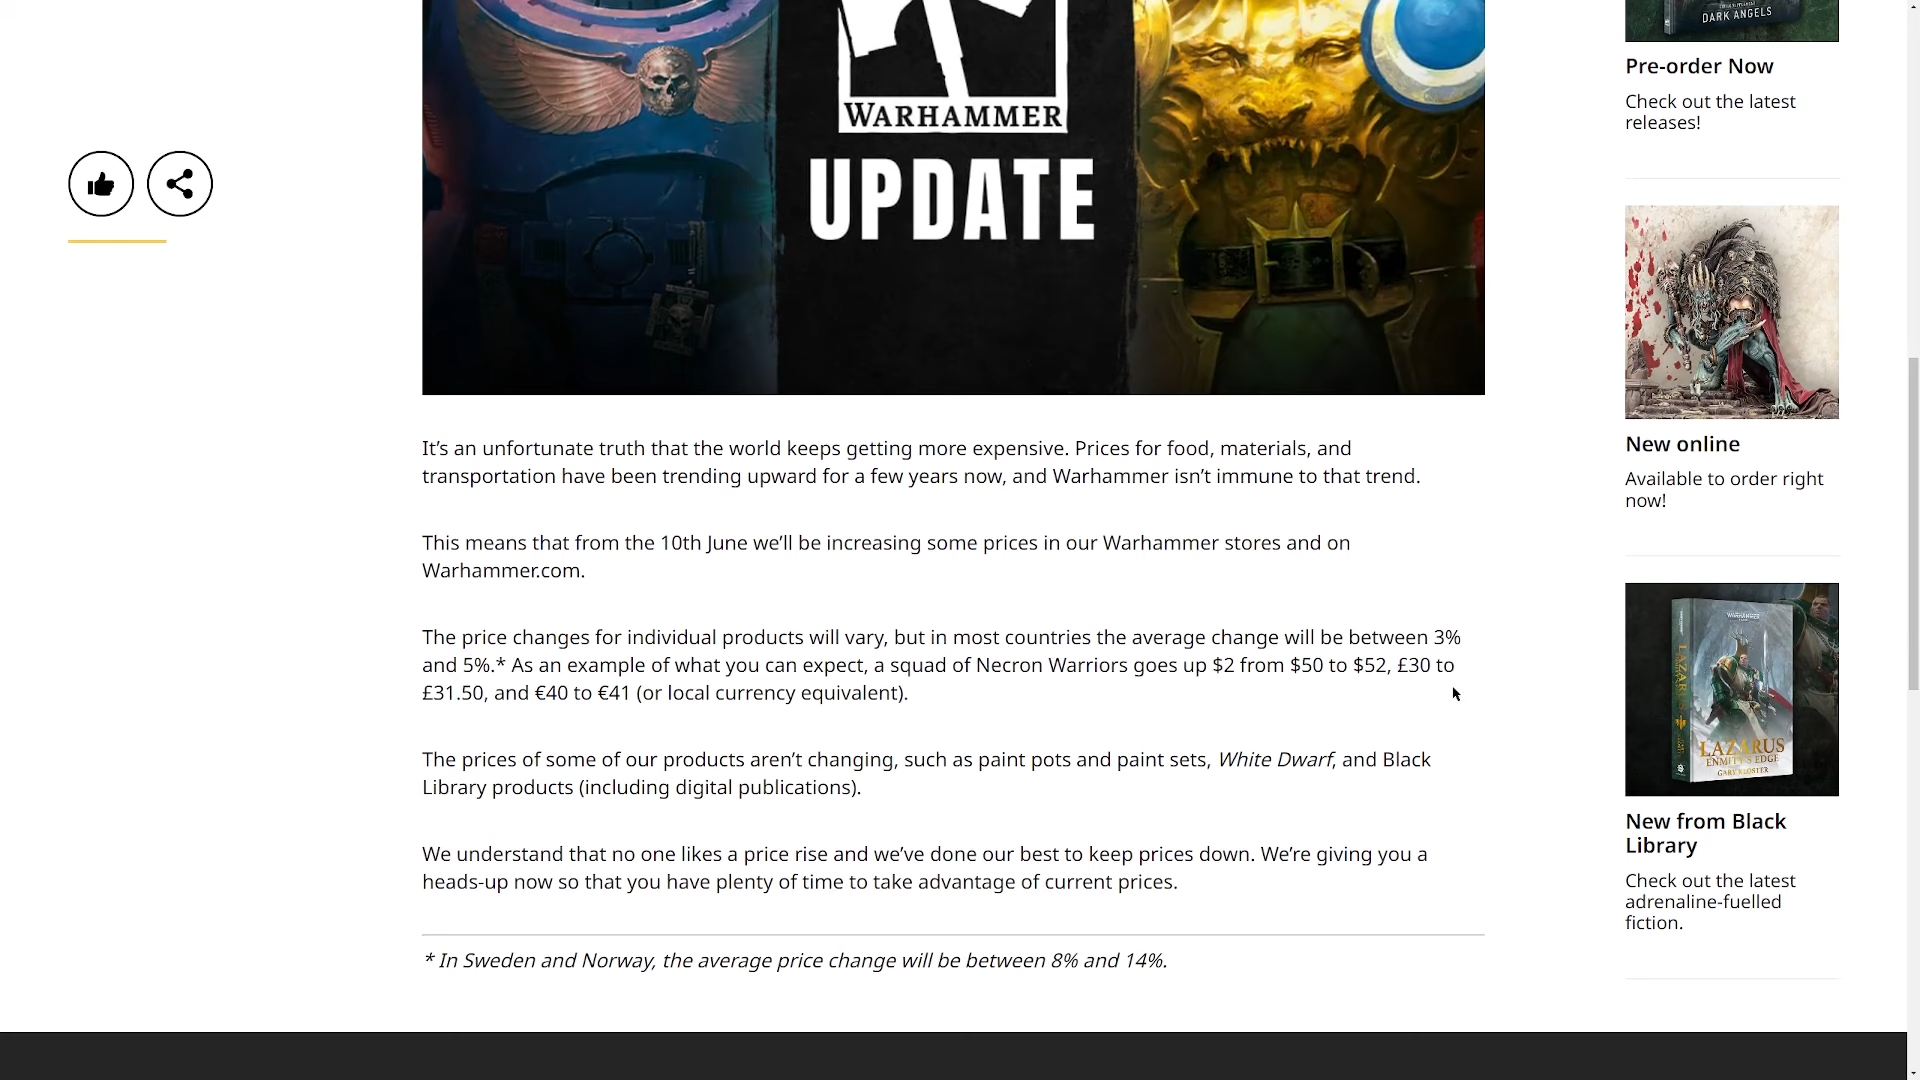 WARHAMMER
UPDATE
It’s an unfortunate truth that the world keeps getting more expensive. Prices for food, materials, and
transportation have been trending upward for a few years now, and Warhammer isn’t immune to that trend.
This means that from the 10th June we’ll be increasing some prices in our Warhammer stores and on
Warhammer.com.
The price changes for individual products will vary, but in most countries the average change will be between 3%
and 5%.* As an example of what you can expect, a squad of Necron Warriors goes up $2 from $50 to $52, £30 to
£31.50, and €40 to €41 (or local currency equivalent).
The prices of some of our products aren’t changing, such as paint pots and paint sets, White Dwarf, and Black
Library products (including digital publications).
We understand that no one likes a price rise and we’ve done our best to keep prices down. We’re giving you a
heads-up now so that you have plenty of time to take advantage of current prices.
* In Sweden and Norway, the average price change will be between 8% and 14%.
DARK ANGELS
Pre-order Now
Check out the latest
releases!
New online
Available to order right
now!
WARHAMMER
LAZARUS
LAZARUS
ENMITY'S EDGE
GARY KLOSTER
New from Black
Library
Check out the latest
adrenaline-fuelled
fiction.